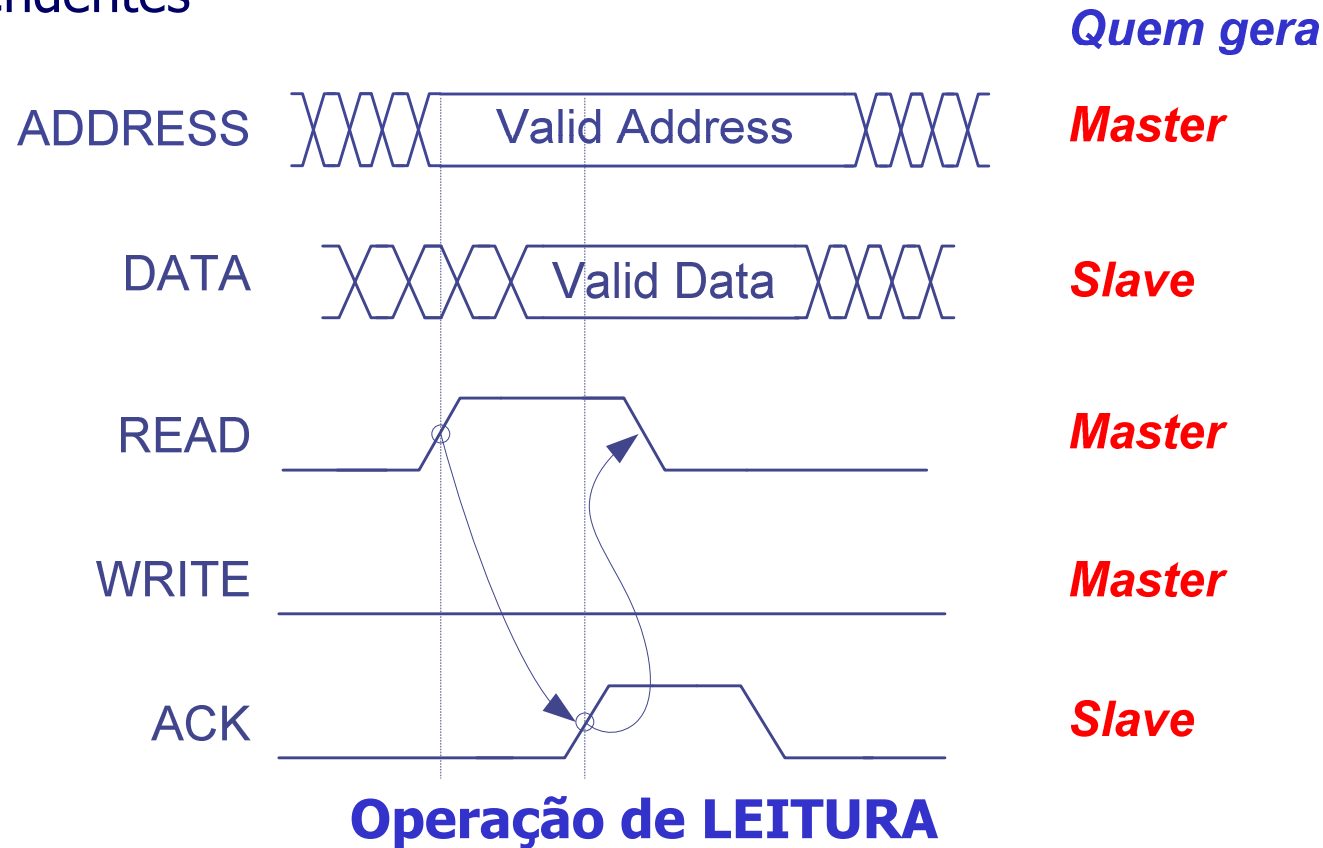 Quem gera
ADDRESS Valid Address Master
DATA Valid Data Slave
READ Master
WRITE Master
ACK Slave
Operação de LEITURA